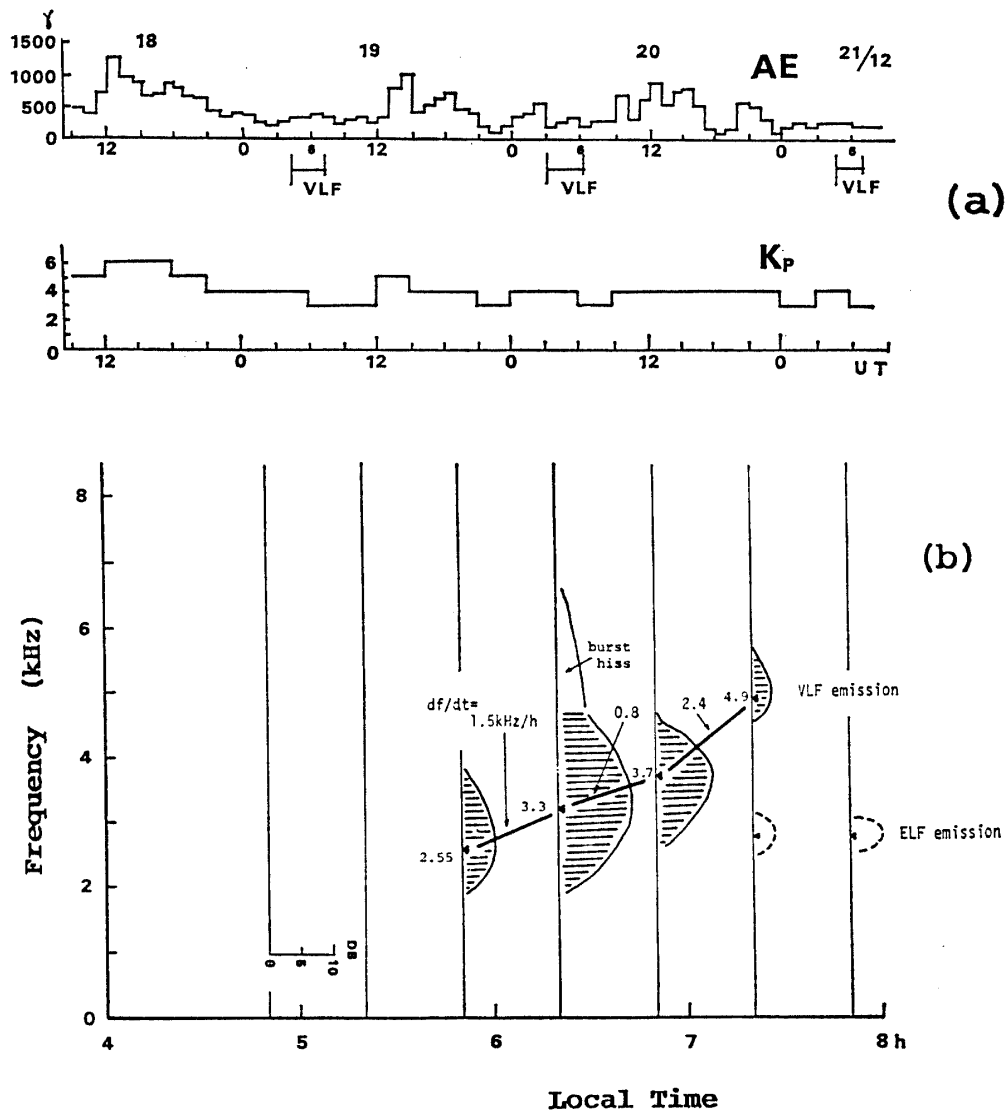 γ
1500 18 19 20 AE 21/12
1000
500
0
12 0 6 12 0 6 12 0 6
VLF VLF VLF
(a)
6 Kp
4
2
0
12 0 12 0 12 0 UT
8
(b)
6
burst
hiss
Frequency (kHz)
df/dt=
1.5kHz/h
0.8
2.4
4.9
VLF emission
4
3.7
3.3
2.55
ELF emission
2
DB
0 5 10
0
4 5 6 7 8 h
Local Time